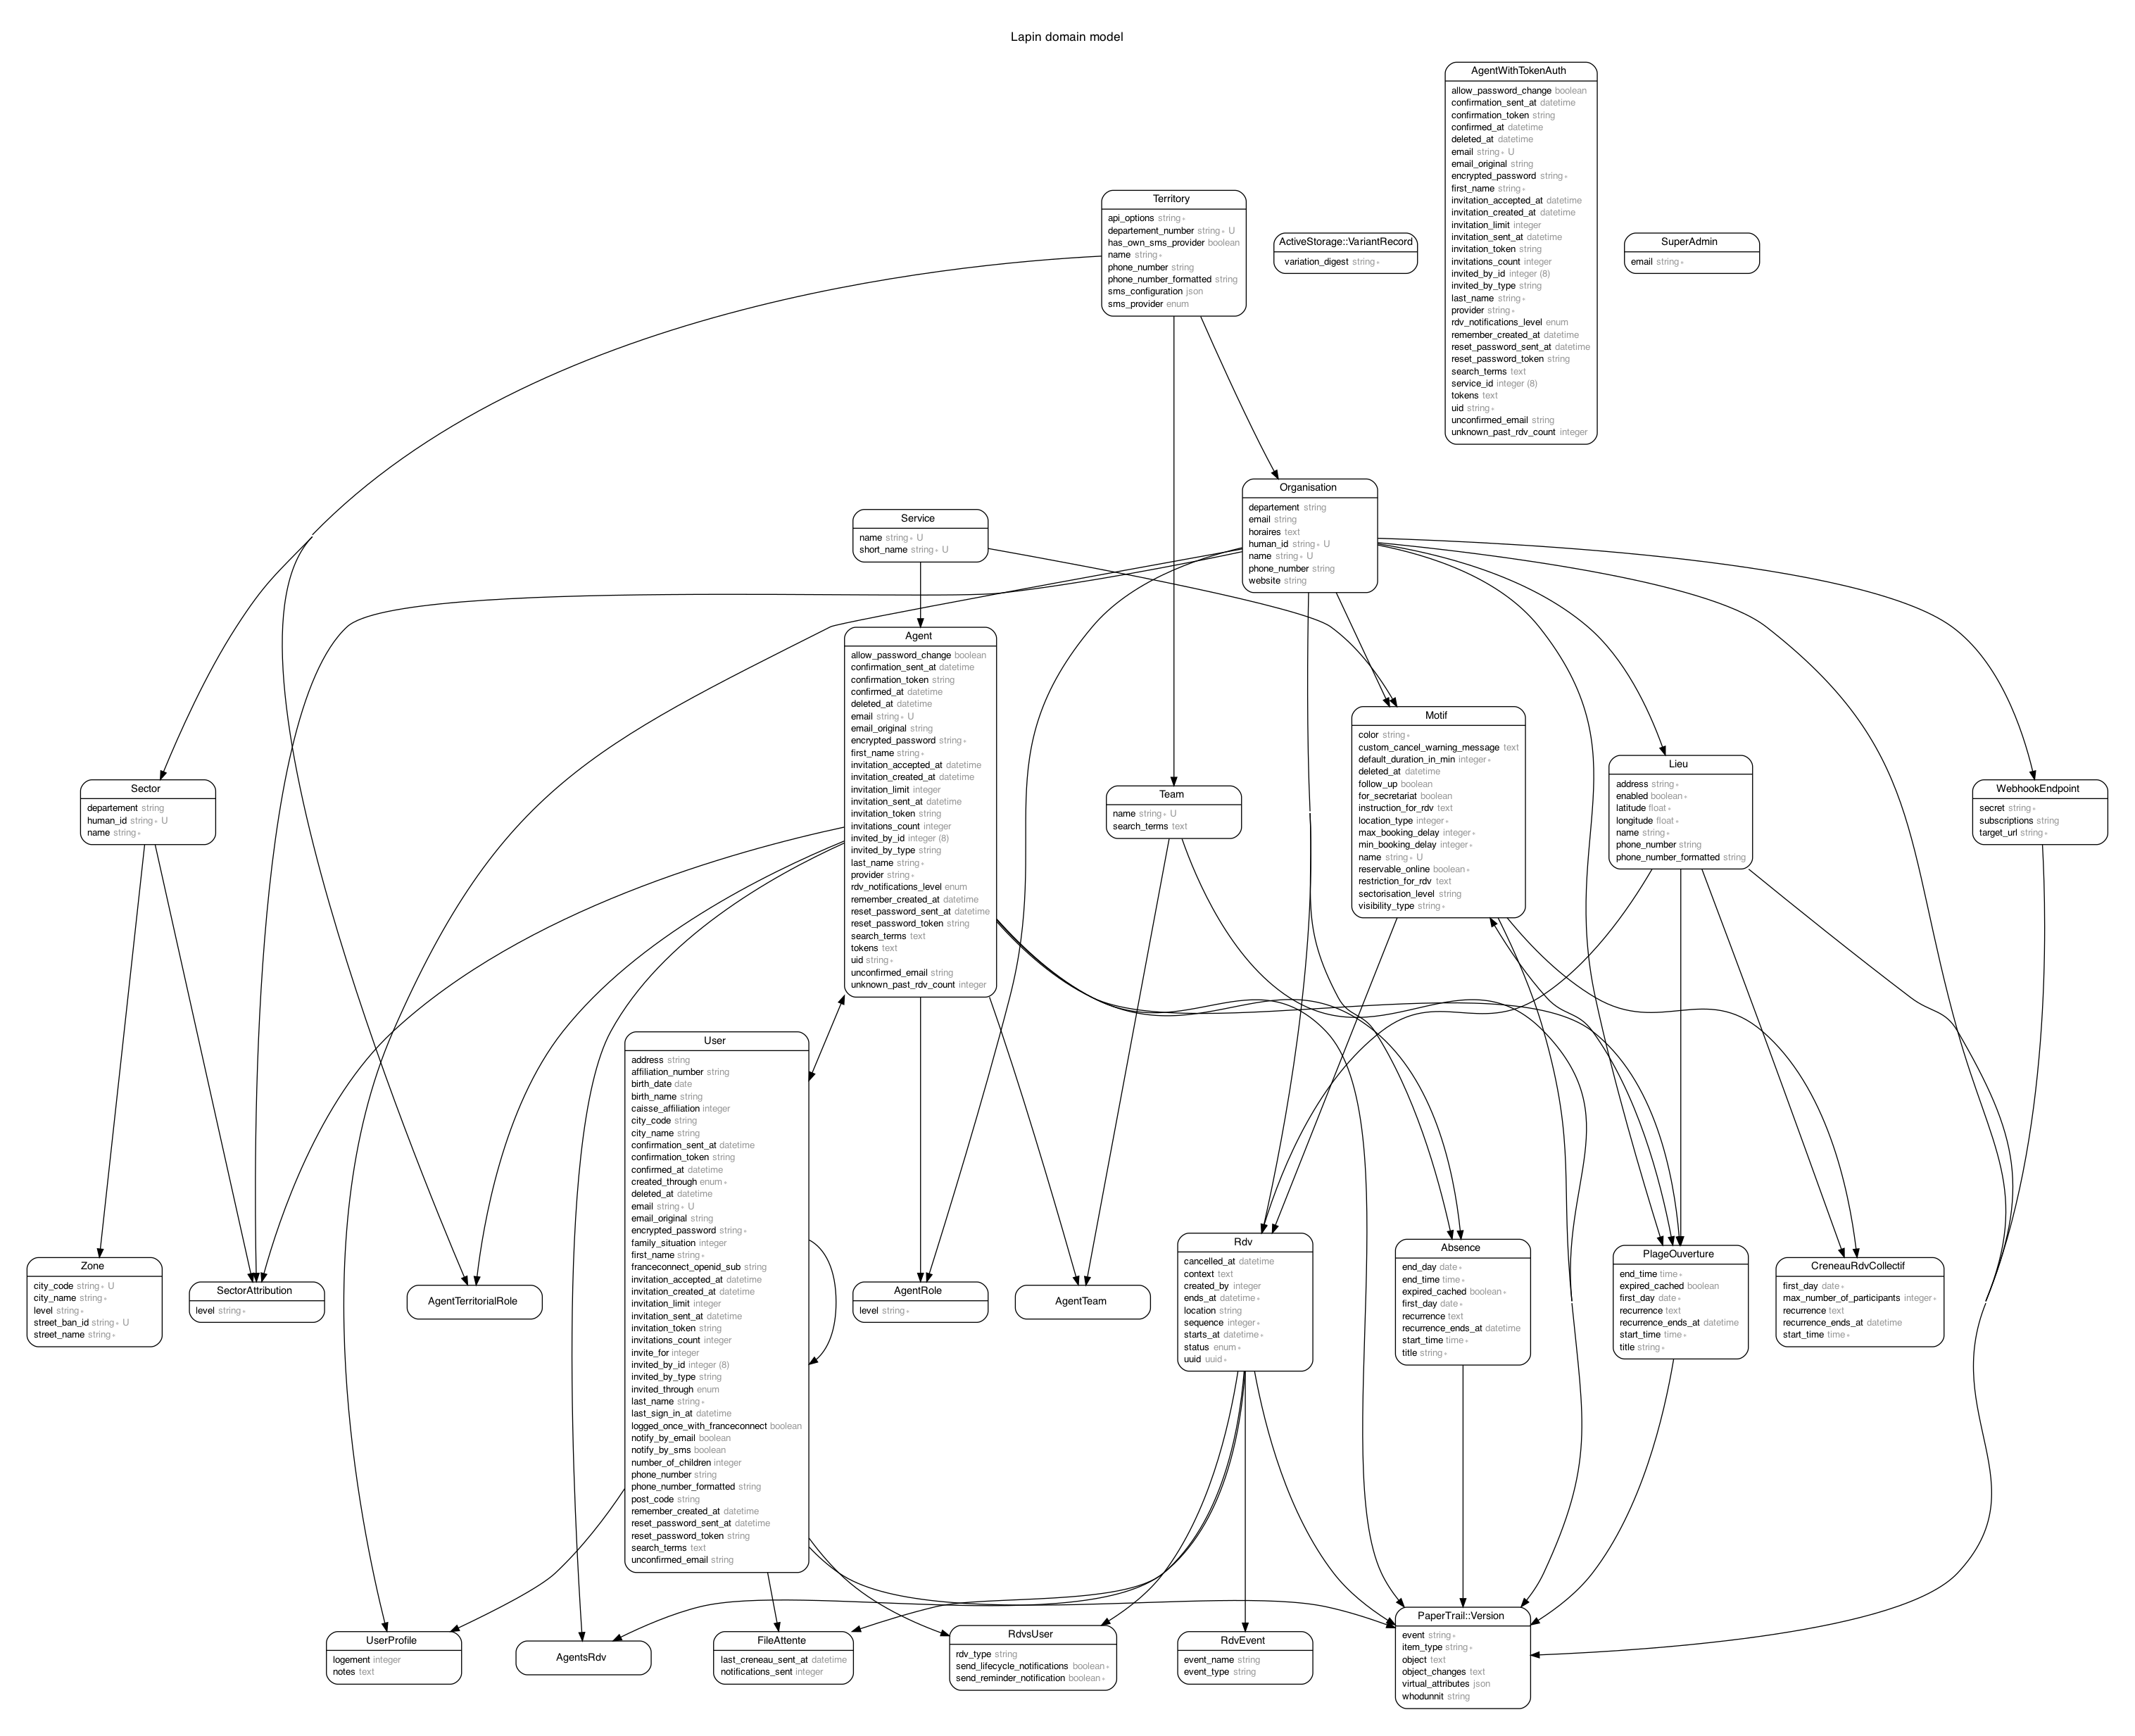 Lapin domain model
AgentWithTokenAuth
allow_password_change boolean
confirmation_sent_at datetime
confirmation_token string
confirmed_at datetime
deleted_at datetime
email string∗ U
email_original string
encrypted_password string∗
first_name string∗
invitation_accepted_at datetime
invitation_created_at datetime
invitation_limit integer
invitation_sent_at datetime
invitation_token string
invitations_count integer
invited_by_id integer (8)
invited_by_type string
last_name string∗
provider string∗
rdv_notifications_level enum
remember_created_at datetime
reset_password_sent_at datetime
reset_password_token string
search_terms text
service_id integer (8)
tokens text
uid string∗
unconfirmed_email string
unknown_past_rdv_count integer
Territory
api_options string∗
departement_number string∗ U
has_own_sms_provider boolean
name string∗
phone_number string
phone_number_formatted string
sms_configuration json
sms_provider enum
ActiveStorage::VariantRecord
variation_digest string∗
SuperAdmin
email string∗
Organisation
departement string
email string
horaires text
human_id string∗ U
name string∗ U
phone_number string
website string
Service
name string∗ U
short_name string∗ U
Agent
allow_password_change boolean
confirmation_sent_at datetime
confirmation_token string
confirmed_at datetime
deleted_at datetime
email string∗ U
email_original string
encrypted_password string∗
first_name string∗
invitation_accepted_at datetime
invitation_created_at datetime
invitation_limit integer
invitation_sent_at datetime
invitation_token string
invitations_count integer
invited_by_id integer (8)
invited_by_type string
last_name string∗
provider string∗
rdv_notifications_level enum
remember_created_at datetime
reset_password_sent_at datetime
reset_password_token string
search_terms text
tokens text
uid string∗
unconfirmed_email string
unknown_past_rdv_count integer
Motif
color string∗
custom_cancel_warning_message text
default_duration_in_min integer∗
deleted_at datetime
follow_up boolean
for_secretariat boolean
instruction_for_rdv text
location_type integer∗
max_booking_delay integer∗
min_booking_delay integer∗
name string∗ U
reservable_online boolean∗
restriction_for_rdv text
sectorisation_level string
visibility_type string∗
Lieu
address string∗
enabled boolean∗
latitude float∗
longitude float∗
name string∗
phone_number string
phone_number_formatted string
WebhookEndpoint
secret string∗
subscriptions string
target_url string∗
Sector
departement string
human_id string∗ U
name string∗
Team
name string∗ U
search_terms text
User
address string
affiliation_number string
birth_date date
birth_name string
caisse_affiliation integer
city_code string
city_name string
confirmation_sent_at datetime
confirmation_token string
confirmed_at datetime
created_through enum∗
deleted_at datetime
email string∗ U
email_original string
encrypted_password string∗
family_situation integer
first_name string∗
franceconnect_openid_sub string
invitation_accepted_at datetime
invitation_created_at datetime
invitation_limit integer
invitation_sent_at datetime
invitation_token string
invitations_count integer
invite_for integer
invited_by_id integer (8)
invited_by_type string
invited_through enum
last_name string∗
last_sign_in_at datetime
logged_once_with_franceconnect boolean
notify_by_email boolean
notify_by_sms boolean
number_of_children integer
phone_number string
phone_number_formatted string
post_code string
remember_created_at datetime
reset_password_sent_at datetime
reset_password_token string
search_terms text
unconfirmed_email string
Zone
city_code string∗ U
city_name string∗
level string∗
street_ban_id string∗ U
street_name string∗
SectorAttribution
level string∗
AgentTerritorialRole
AgentRole
level string∗
AgentTeam
Rdv
cancelled_at datetime
context text
created_by integer
ends_at datetime∗
location string
sequence integer∗
starts_at datetime∗
status enum∗
uuid uuid∗
Absence
end_day date∗
end_time time∗
expired_cached boolean∗
first_day date∗
recurrence text
recurrence_ends_at datetime
start_time time∗
title string∗
PlageOuverture
end_time time∗
expired_cached boolean
first_day date∗
recurrence text
recurrence_ends_at datetime
start_time time∗
title string∗
CreneauRdvCollectif
first_day date∗
max_number_of_participants integer∗
recurrence text
recurrence_ends_at datetime
start_time time∗
UserProfile
logement integer
notes text
AgentsRdv
FileAttente
last_creneau_sent_at datetime
notifications_sent integer
RdvsUser
rdv_type string
send_lifecycle_notifications boolean∗
send_reminder_notification boolean∗
RdvEvent
event_name string
event_type string
PaperTrail::Version
event string∗
item_type string∗
object text
object_changes text
virtual_attributes json
whodunnit string